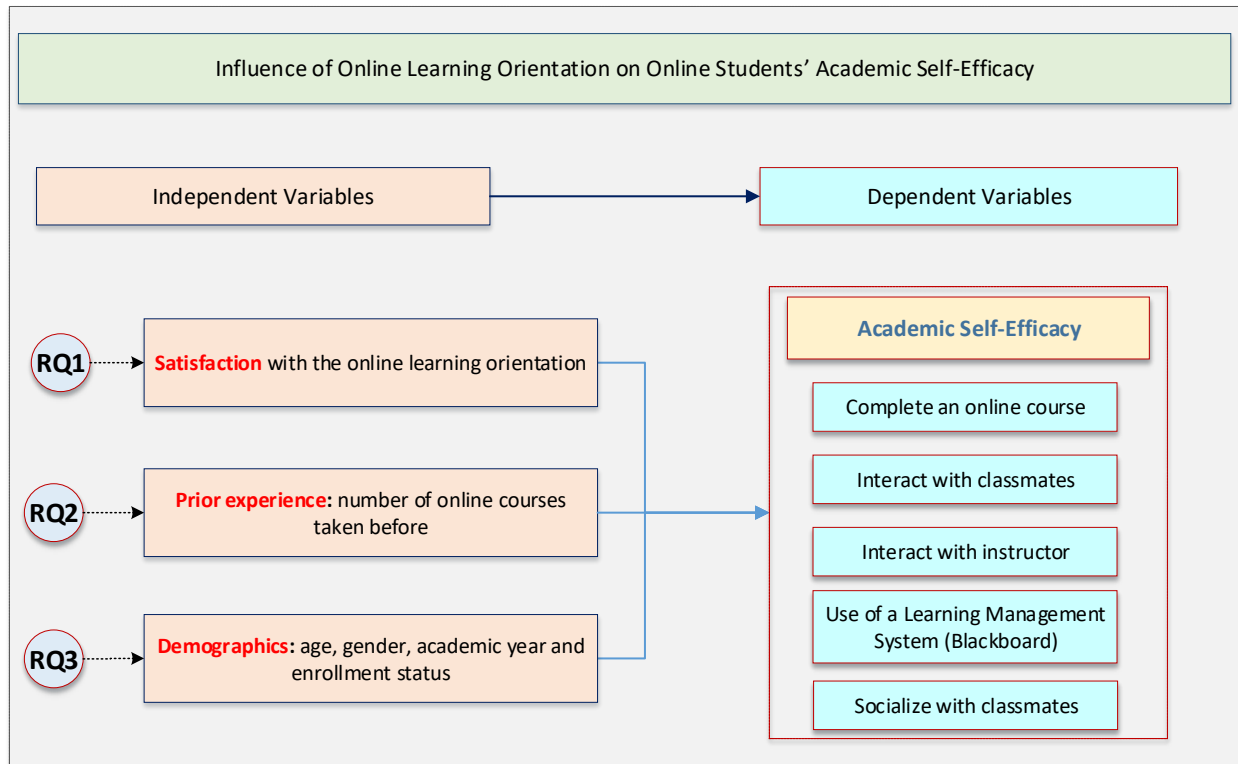 Influence of Online Learning Orientation on Online Students’ Academic Self-Efficacy
Independent Variables
Dependent Variables
RQ1
Satisfaction with the online learning orientation
RQ2
Prior experience: number of online courses
taken before
RQ3
Demographics: age, gender, academic year and
enrollment status
Academic Self-Efficacy
Complete an online course
Interact with classmates
Interact with instructor
Use of a Learning Management
System (Blackboard)
Socialize with classmates